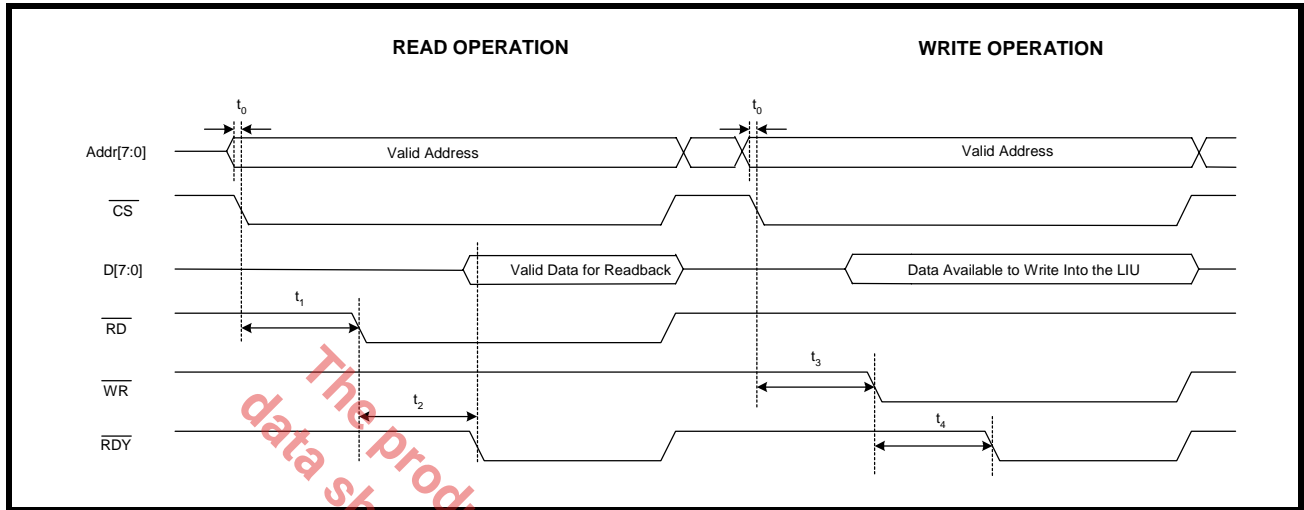 READ OPERATION
WRITE OPERATION
t0
t0
Addr[7:0]
Valid Address
Valid Address
CS
D[7:0]
Valid Data for Readback
Data Available to Write Into the LIU
t1
RD
t3
WR
t2
t4
RDY
The produ
data sh